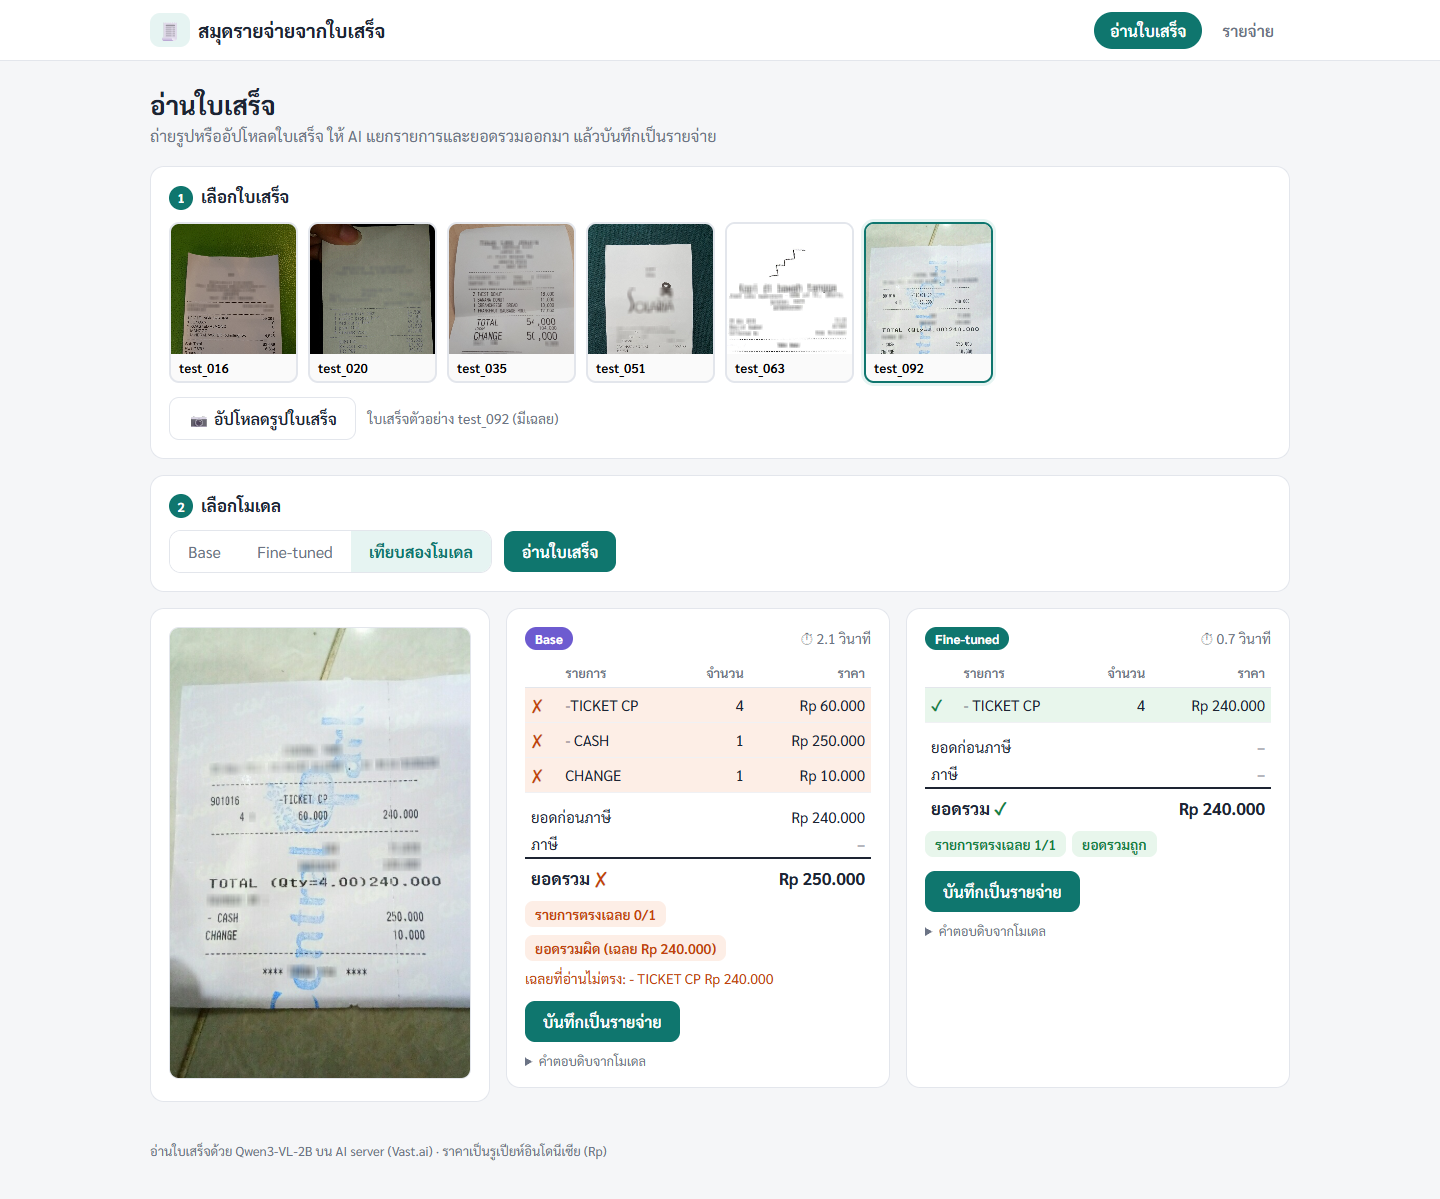 สมุดรายจ่ายจากใบเสร็จ
อ่านใบเสร็จ
รายจ่าย
อ่านใบเสร็จ
ถ่ายรูปหรืออัปโหลดใบเสร็จ ให้ AI แยกรายการและยอดรวมออกมา แล้วบันทึกเป็นรายจ่าย
1 เลือกใบเสร็จ
TOTAL
CHANGE
TOTAL (Qty=4.00)240.000
test_016
test_020
test_035
test_051
test_063
test_092
อัปโหลดรูปใบเสร็จ
ใบเสร็จตัวอย่าง test_092 (มีเฉลย)
2 เลือกโมเดล
Base
Fine-tuned
เทียบสองโมเดล
อ่านใบเสร็จ
901016 -TICKET CP
4 60.000 240.000
TOTAL (Qty=4.00)240.000
- CASH 250.000
CHANGE 10.000
**** ****
Central Park
Base
2.1 วินาที
รายการ จำนวน ราคา
✗ -TICKET CP 4 Rp 60.000
✗ - CASH 1 Rp 250.000
✗ CHANGE 1 Rp 10.000
ยอดก่อนภาษี Rp 240.000
ภาษี –
ยอดรวม ✗ Rp 250.000
รายการตรงเฉลย 0/1
ยอดรวมผิด (เฉลย Rp 240.000)
เฉลยที่อ่านไม่ตรง: - TICKET CP Rp 240.000
บันทึกเป็นรายจ่าย
▶ คำตอบดิบจากโมเดล
Fine-tuned
0.7 วินาที
รายการ จำนวน ราคา
✓ - TICKET CP 4 Rp 240.000
ยอดก่อนภาษี –
ภาษี –
ยอดรวม ✓ Rp 240.000
รายการตรงเฉลย 1/1
ยอดรวมถูก
บันทึกเป็นรายจ่าย
▶ คำตอบดิบจากโมเดล
อ่านใบเสร็จด้วย Qwen3-VL-2B บน AI server (Vast.ai) · ราคาเป็นรูเปียห์อินโดนีเซีย (Rp)